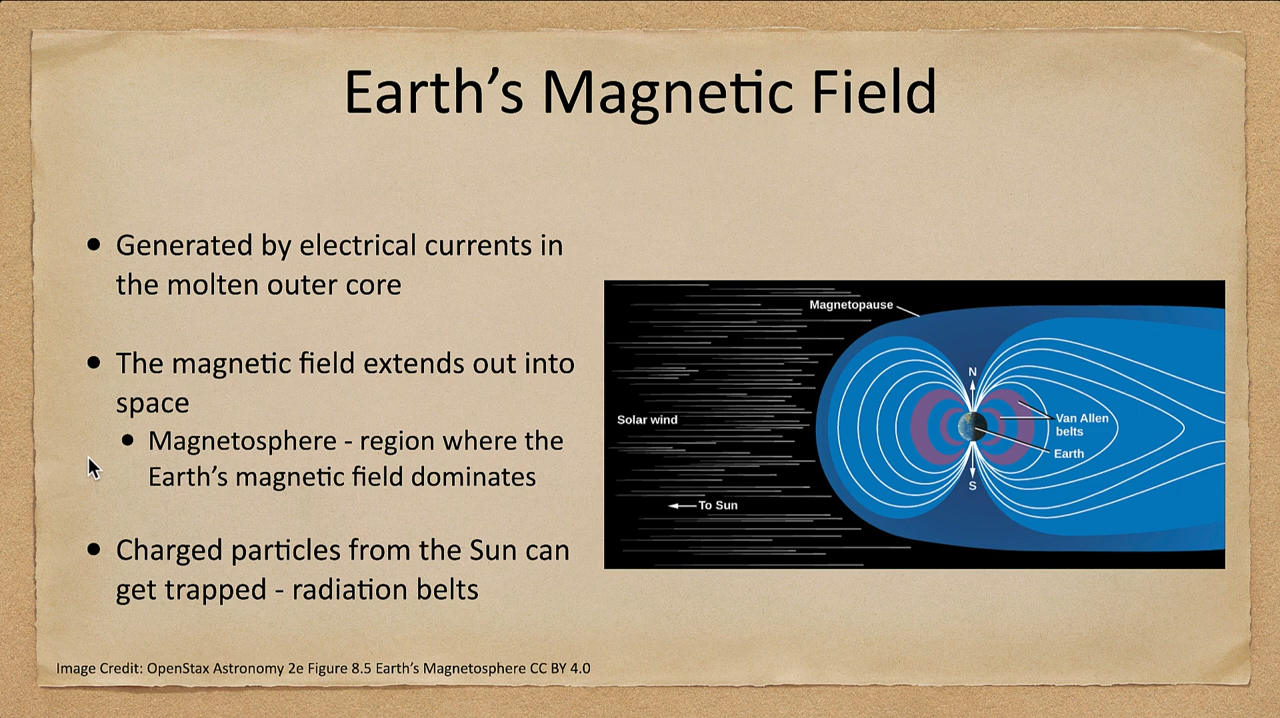 Earth’s Magnetic Field
• Generated by electrical currents in
the molten outer core
• The magnetic field extends out into
space
• Magnetosphere - region where the
Earth’s magnetic field dominates
• Charged particles from the Sun can
get trapped - radiation belts
Magnetopause
N
Solar wind
Van Allen
belts
Earth
S
To Sun
Image Credit: OpenStax Astronomy 2e Figure 8.5 Earth’s Magnetosphere CC BY 4.0